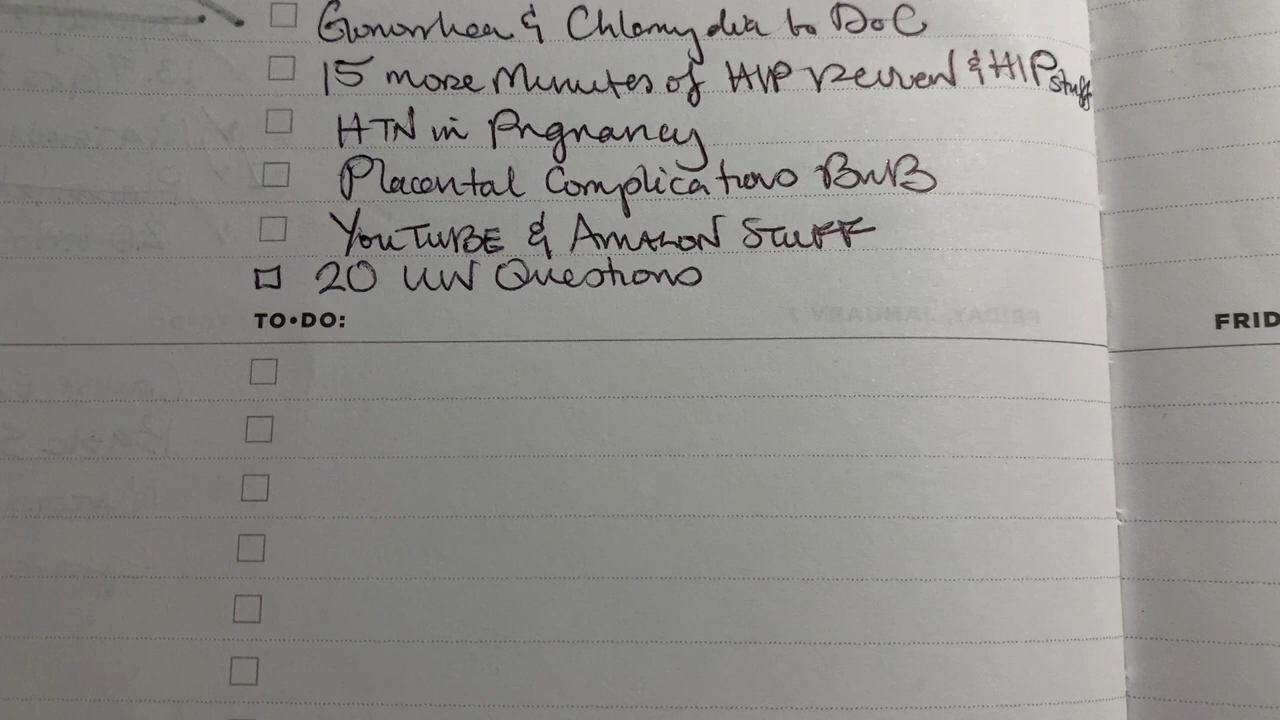 Gonorrhea & Chlamydia to DoC
15 more Minutes of HIP review & HIP stuff
HTN in Pregnancy
Placental Complications BnB
YOUTUBE & AMAZON STUFF
20 UW Questions
TO•DO:
FRID